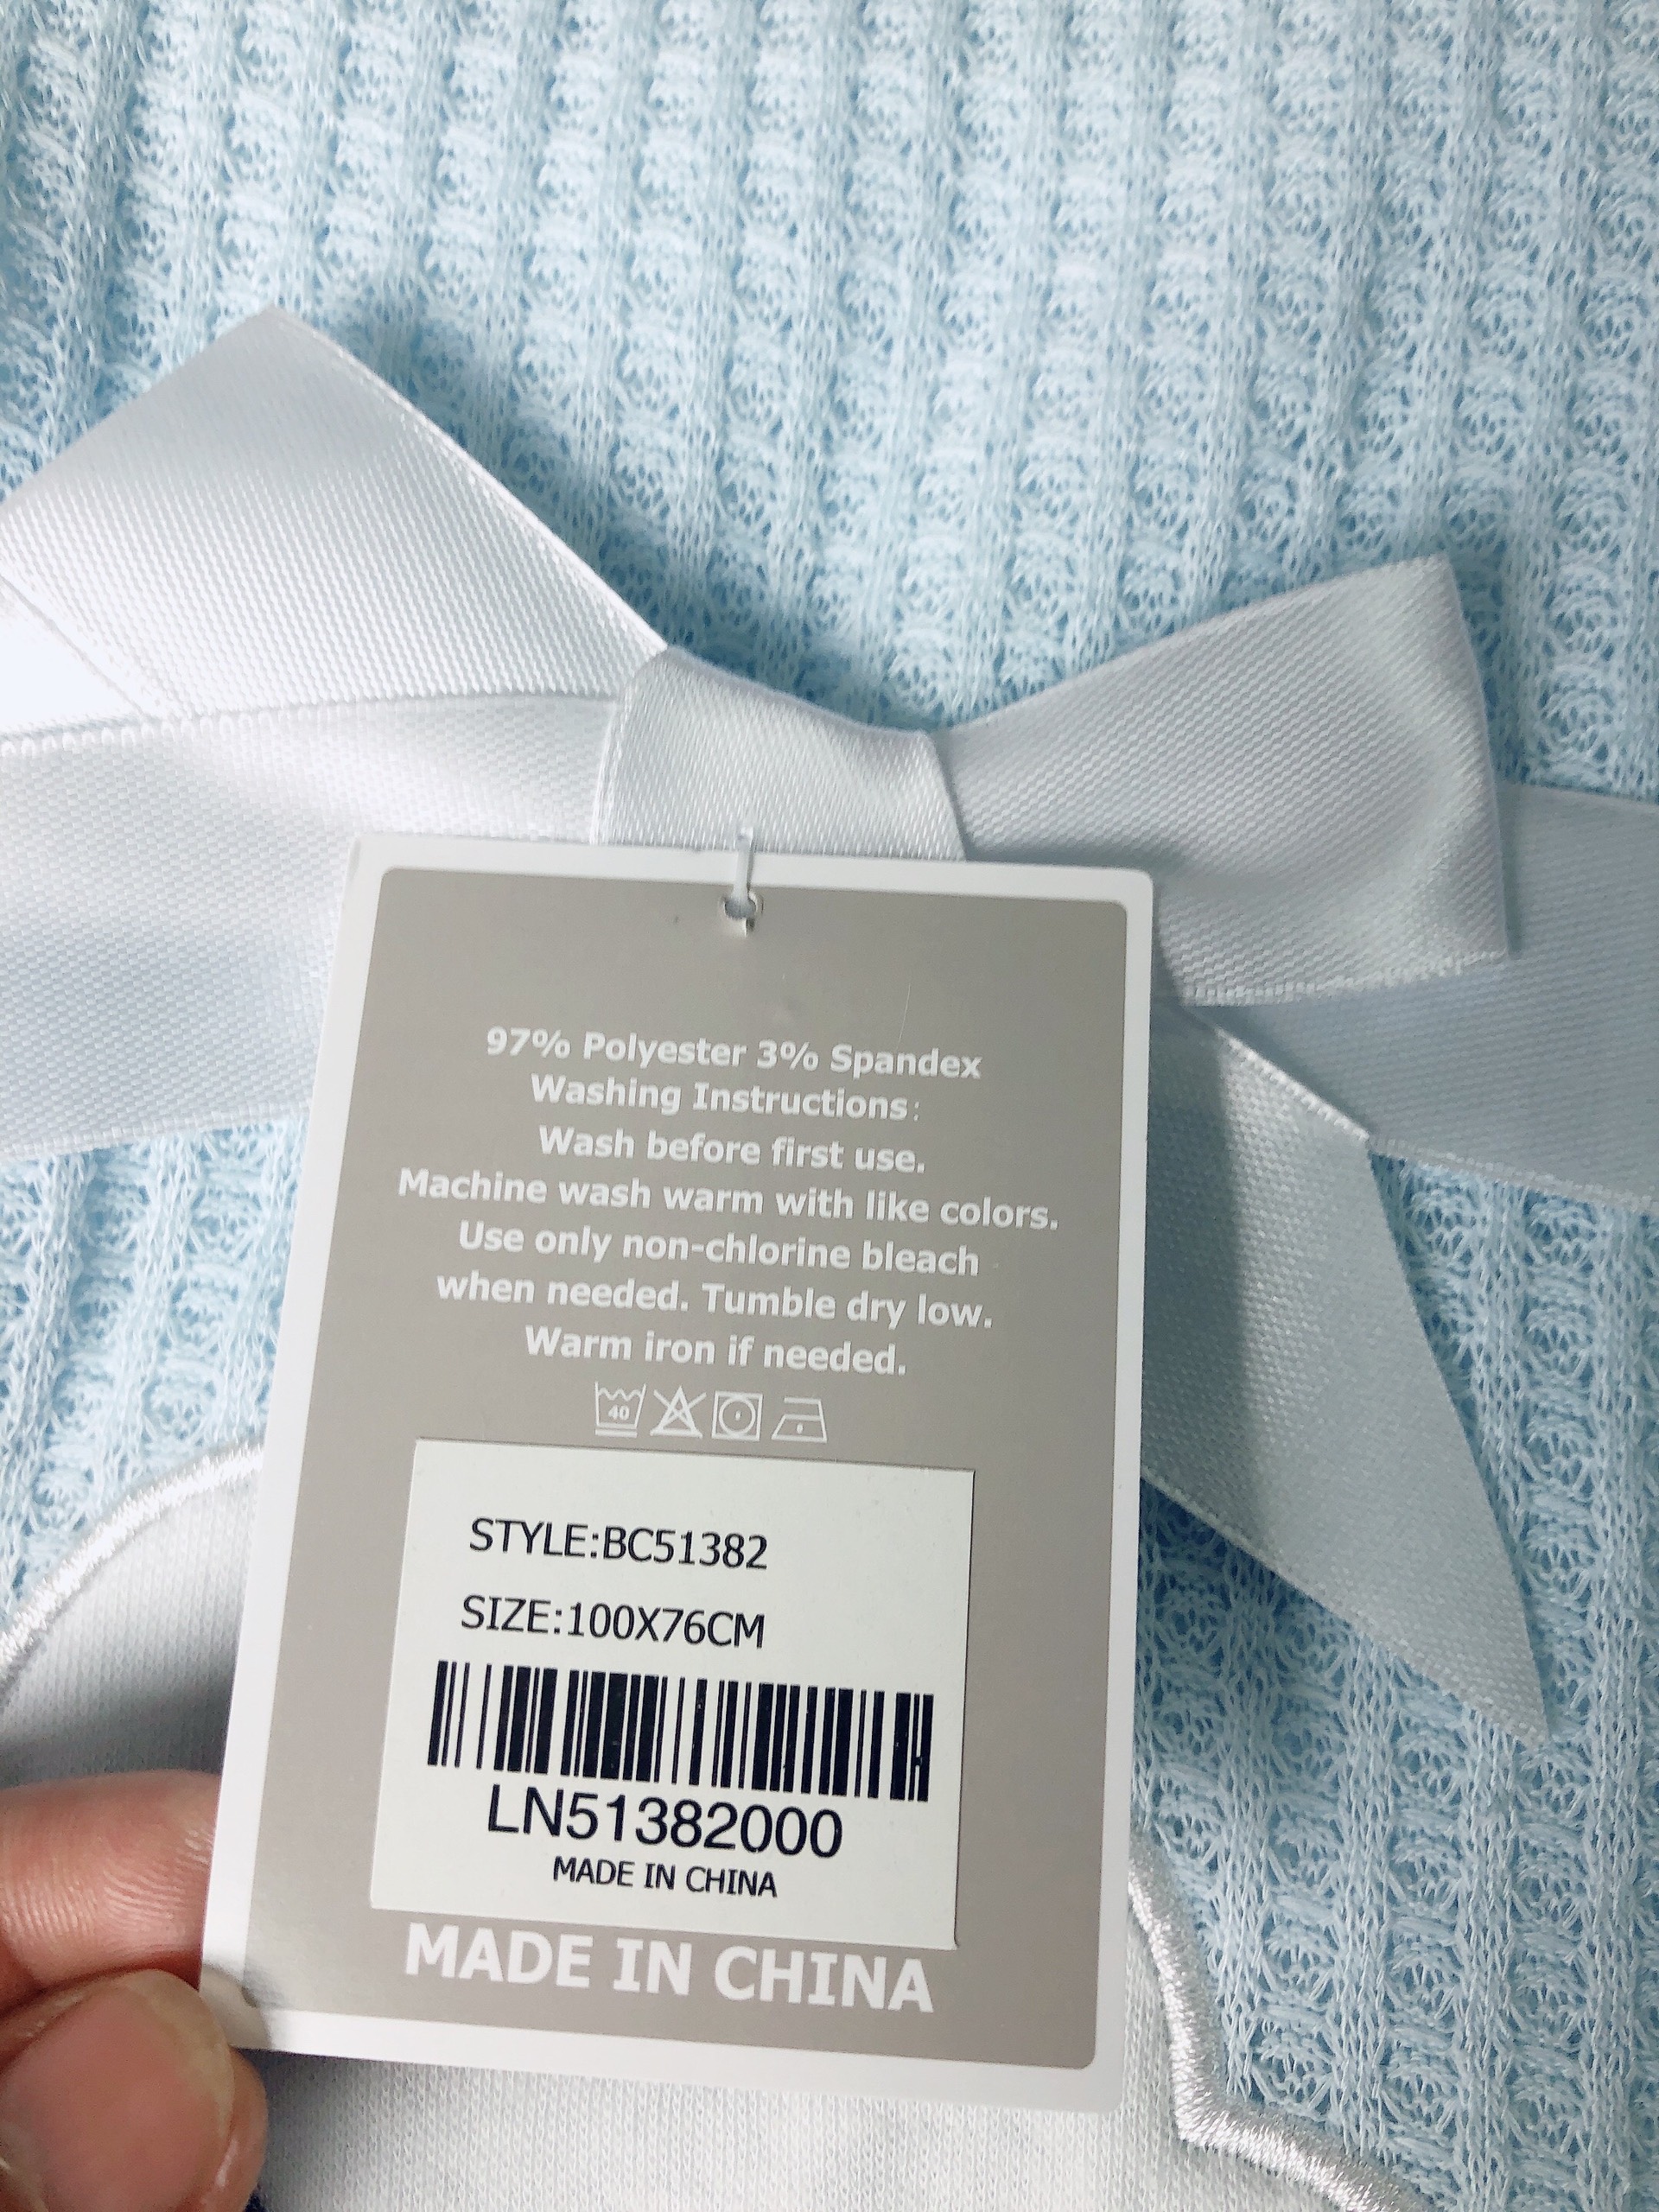 97% Polyester 3% Spandex
Washing Instructions:
Wash before first use.
Machine wash warm with like colors.
Use only non-chlorine bleach
when needed. Tumble dry low.
Warm iron if needed.
40
STYLE:BC51382
SIZE:100X76CM
LN51382000
MADE IN CHINA
MADE IN CHINA